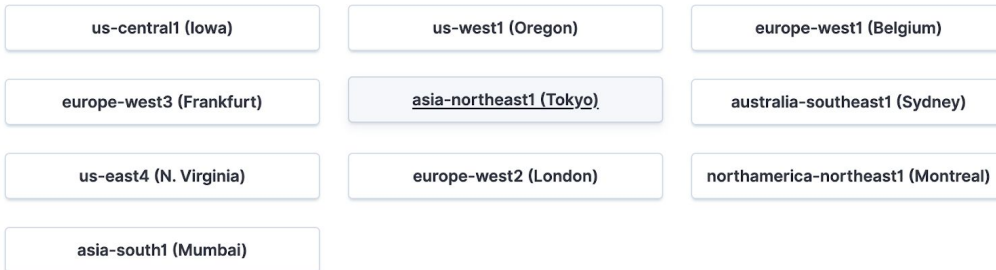 us-central1 (Iowa)
us-west1 (Oregon)
europe-west1 (Belgium)
europe-west3 (Frankfurt)
asia-northeast1 (Tokyo)
australia-southeast1 (Sydney)
us-east4 (N. Virginia)
europe-west2 (London)
northamerica-northeast1 (Montreal)
asia-south1 (Mumbai)